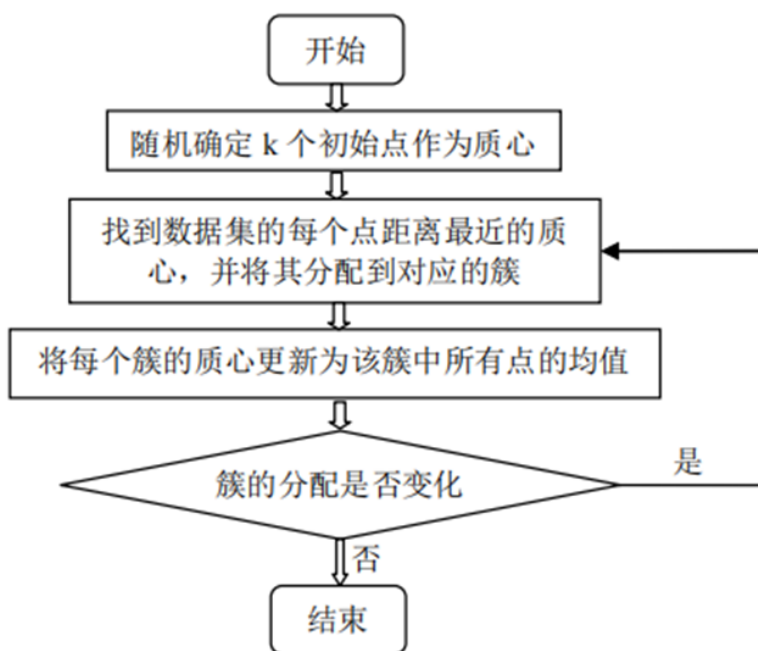 开始
随机确定 k 个初始点作为质心
找到数据集的每个点距离最近的质
心，并将其分配到对应的簇
将每个簇的质心更新为该簇中所有点的均值
簇的分配是否变化
是
否
结束